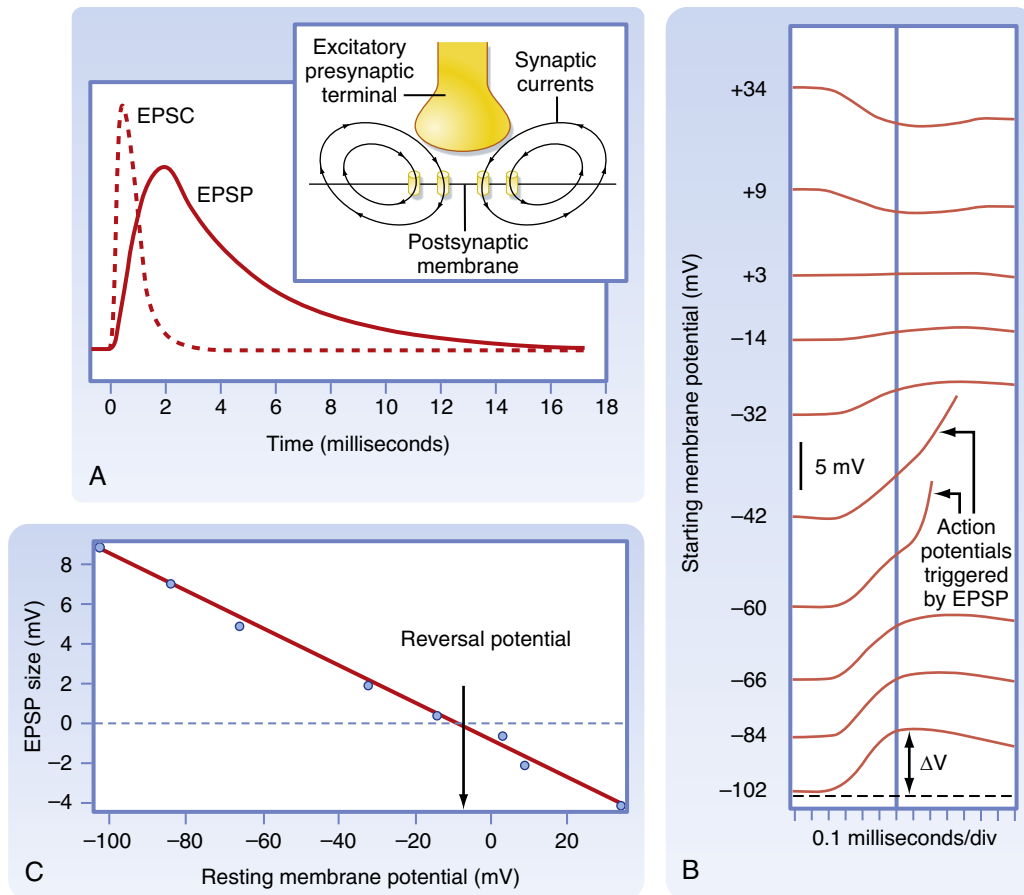 Excitatory
presynaptic
terminal
Synaptic
currents
Postsynaptic
membrane
EPSC
EPSP
0 2 4 6 8 10 12 14 16 18
Time (milliseconds)
A
EPSP size (mV)
8
6
4
2
0
–2
–4
Reversal potential
–100 –80 –60 –40 –20 0 20
Resting membrane potential (mV)
C
Starting membrane potential (mV)
+34
+9
+3
–14
–32
5 mV
–42
Action
potentials
triggered
by EPSP
–60
–66
–84
ΔV
–102
0.1 milliseconds/div
B